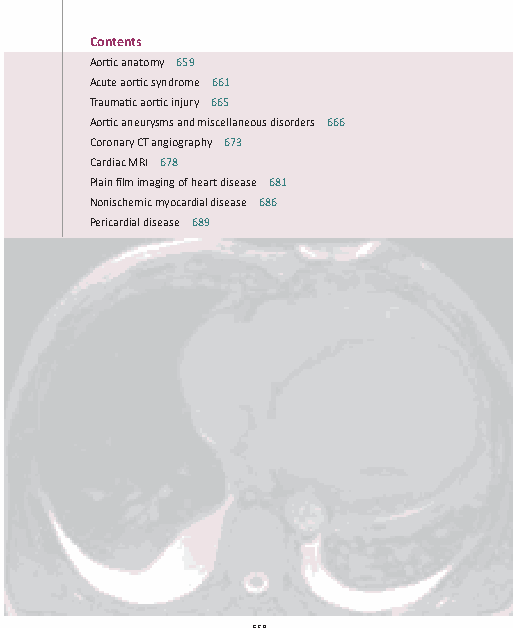 Contents
Aortic anatomy 659
Acute aortic syndrome 661
Traumatic aortic injury 665
Aortic aneurysms and miscellaneous disorders 666
Coronary CT angiography 673
Cardiac MRI 678
Plain film imaging of heart disease 681
Nonischemic myocardial disease 686
Pericardial disease 689